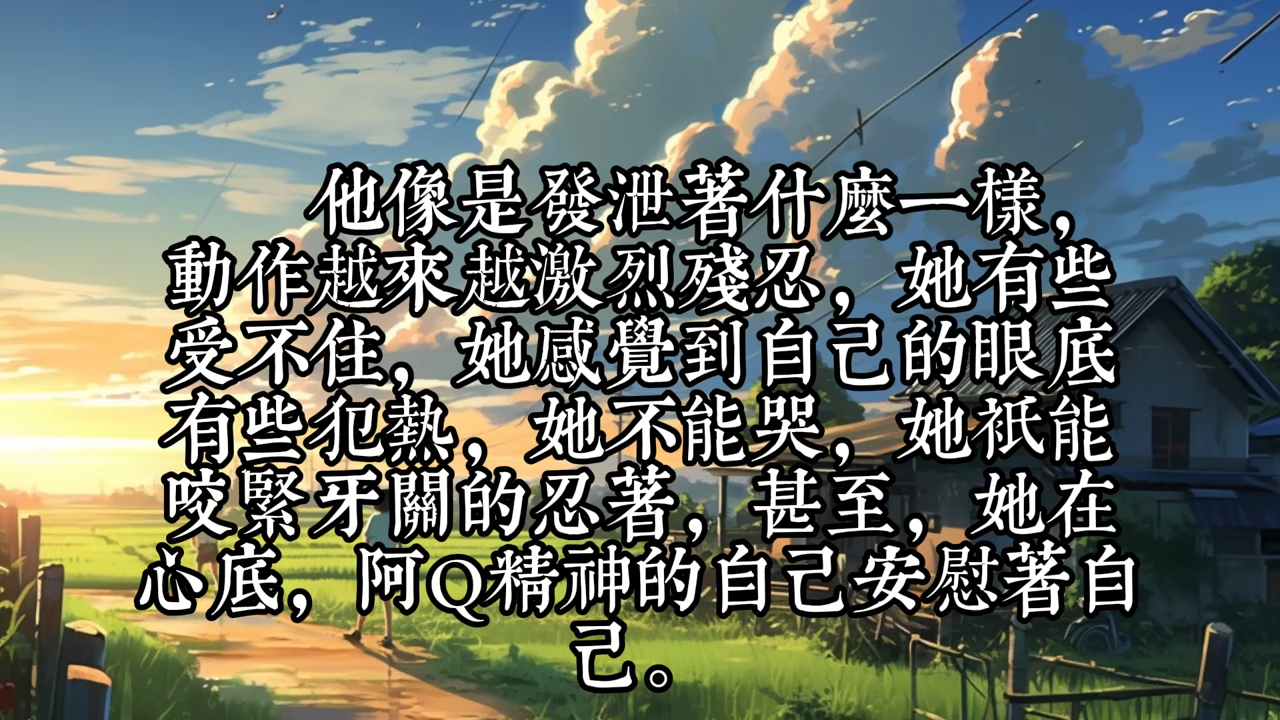 他像是發泄著什麼一樣，
動作越來越激烈殘忍，她有些
受不住，她感覺到自己的眼底
有些犯熱，她不能哭，她衹能
咬緊牙關的忍著，甚至，她在
心底，阿Q精神的自己安慰著自
己。